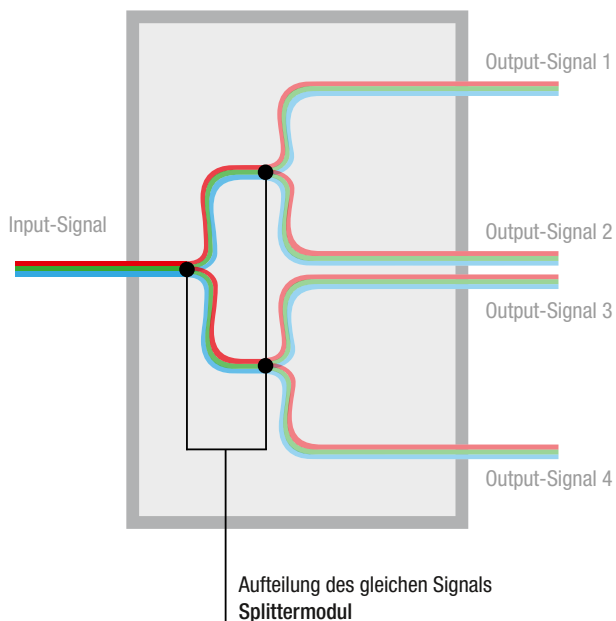 Output-Signal 1
Input-Signal
Output-Signal 2
Output-Signal 3
Output-Signal 4
Aufteilung des gleichen Signals
Splittermodul